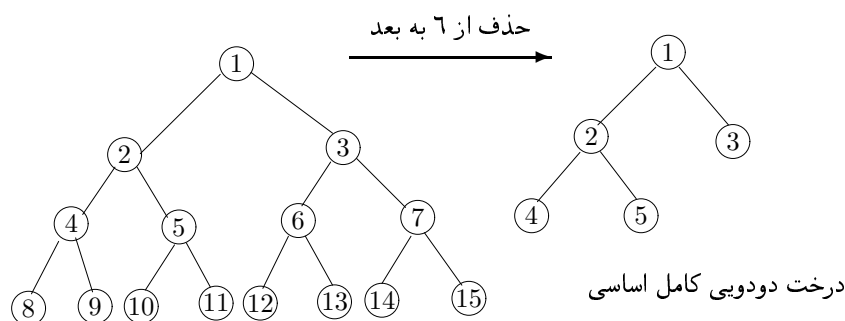 حذف از ٦ به بعد
1 1
2 3 2 3
4 5 6 7 4 5
8 9 10 11 12 13 14 15
درخت دودویی کامل اساسی